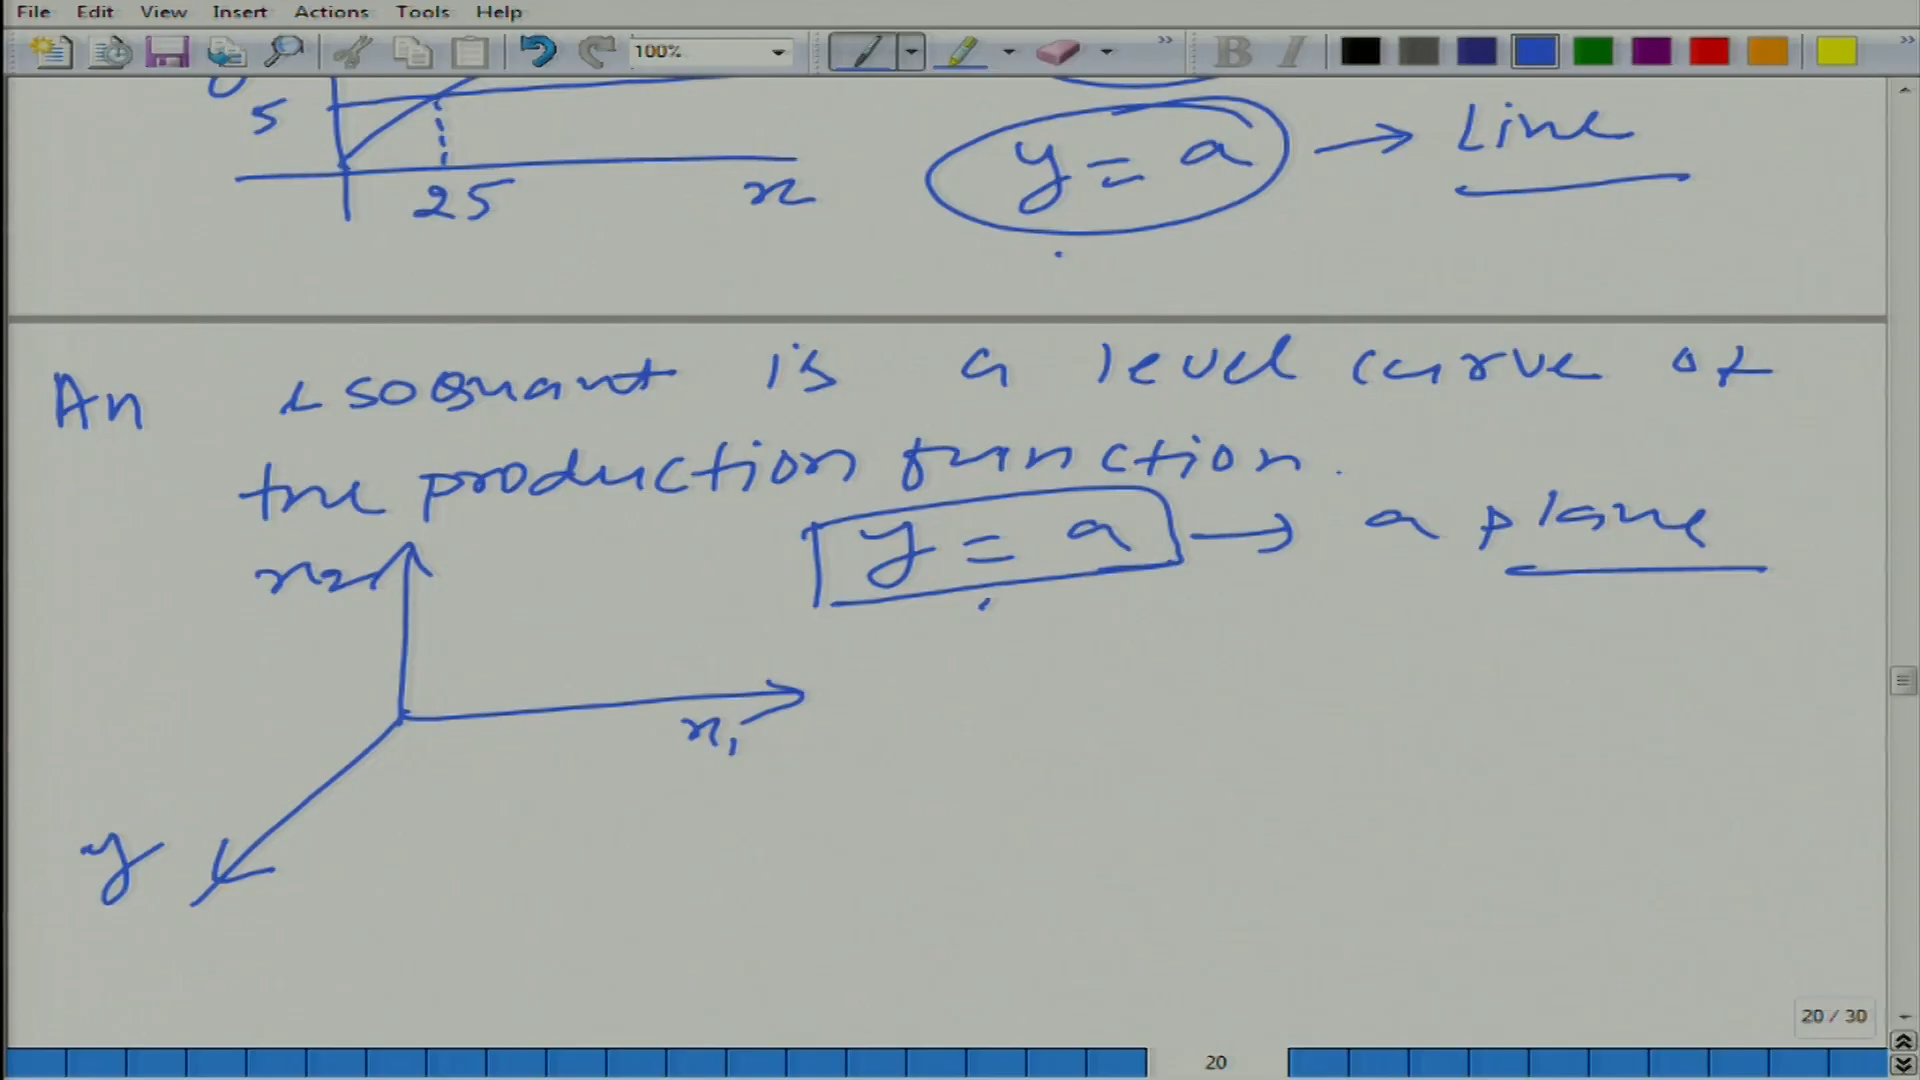 File Edit View Insert Actions Tools Help
100%
B I
5
25 x
y = a → Line
An isoquant is a level curve of
the production function.
y = a → a plane
x2
x1
y
20 / 30
20